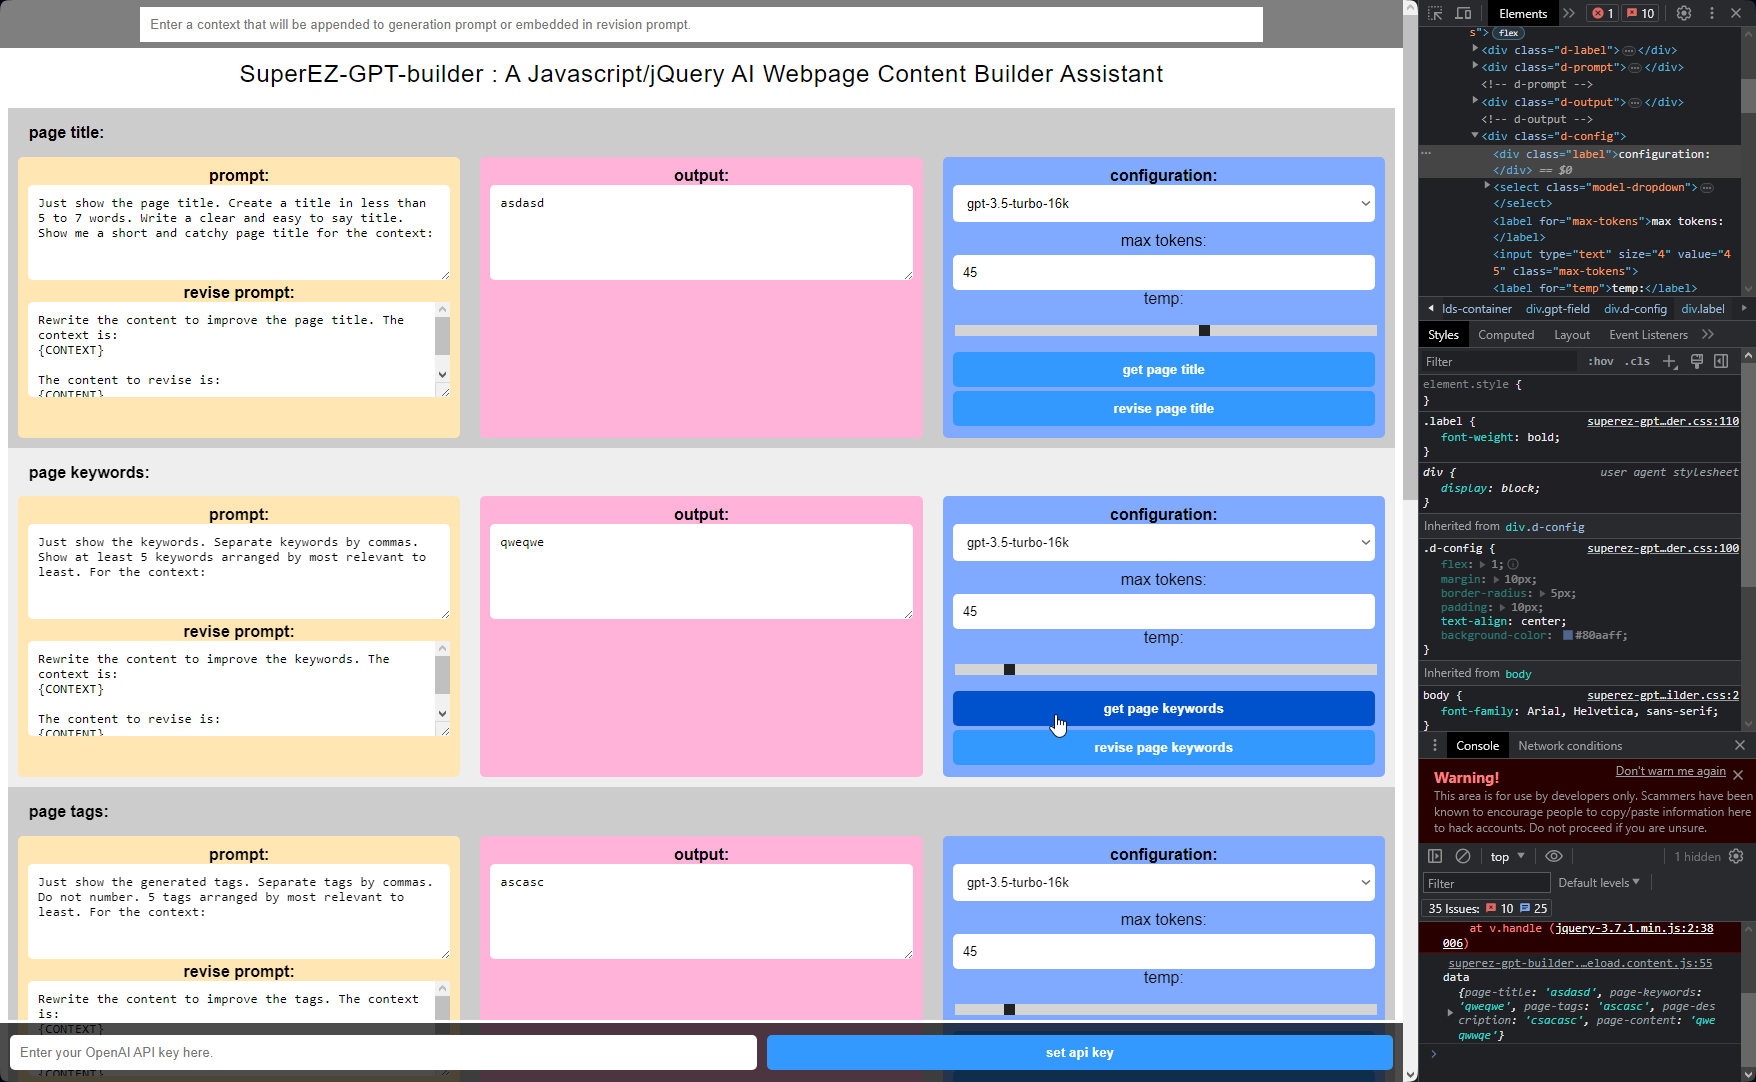 Enter a context that will be appended to generation prompt or embedded in revision prompt.
SuperEZ-GPT-builder : A Javascript/jQuery AI Webpage Content Builder Assistant
page title:
prompt:
Just show the page title. Create a title in less than
5 to 7 words. Write a clear and easy to say title.
Show me a short and catchy page title for the context:
revise prompt:
Rewrite the content to improve the page title. The
context is:
{CONTEXT}
The content to revise is:
{CONTENT}
output:
asdasd
configuration:
gpt-3.5-turbo-16k
max tokens:
45
temp:
get page title
revise page title
page keywords:
prompt:
Just show the keywords. Separate keywords by commas.
Show at least 5 keywords arranged by most relevant to
least. For the context:
revise prompt:
Rewrite the content to improve the keywords. The
context is:
{CONTEXT}
The content to revise is:
{CONTENT}
output:
qweqwe
configuration:
gpt-3.5-turbo-16k
max tokens:
45
temp:
get page keywords
revise page keywords
page tags:
prompt:
Just show the generated tags. Separate tags by commas.
Do not number. 5 tags arranged by most relevant to
least. For the context:
revise prompt:
Rewrite the content to improve the tags. The context
is:
{CONTEXT}
output:
ascasc
configuration:
gpt-3.5-turbo-16k
max tokens:
45
temp:
Enter your OpenAI API key here.
set api key
Elements
1
10
s"> flex
<div class="d-label"> … </div>
<div class="d-prompt"> … </div>
<!-- d-prompt -->
<div class="d-output"> … </div>
<!-- d-output -->
<div class="d-config">
<div class="label">configuration:
</div> == $0
<select class="model-dropdown"> …
</select>
<label for="max-tokens">max tokens:
</label>
<input type="text" size="4" value="4
5" class="max-tokens">
<label for="temp">temp:</label>
lds-container div.gpt-field div.d-config div.label
Styles Computed Layout Event Listeners
Filter
:hov .cls
element.style {
}
.label { superez-gpt…der.css:110
font-weight: bold;
}
div { user agent stylesheet
display: block;
}
Inherited from div.d-config
.d-config { superez-gpt…der.css:100
flex: 1;
margin: 10px;
border-radius: 5px;
padding: 10px;
text-align: center;
background-color: #80aaff;
}
Inherited from body
body { superez-gpt…ilder.css:2
font-family: Arial, Helvetica, sans-serif;
}
Console Network conditions
Don't warn me again
Warning!
This area is for use by developers only. Scammers have been
known to encourage people to copy/paste information here
to hack accounts. Do not proceed if you are unsure.
top
1 hidden
Filter
Default levels
35 Issues: 10 25
at v.handle (jquery-3.7.1.min.js:2:38
006)
superez-gpt-builder.…eload.content.js:55
data
{page-title: 'asdasd', page-keywords:
'qweqwe', page-tags: 'ascasc', page-des
cription: 'csacasc', page-content: 'qwe
qwwqe'}